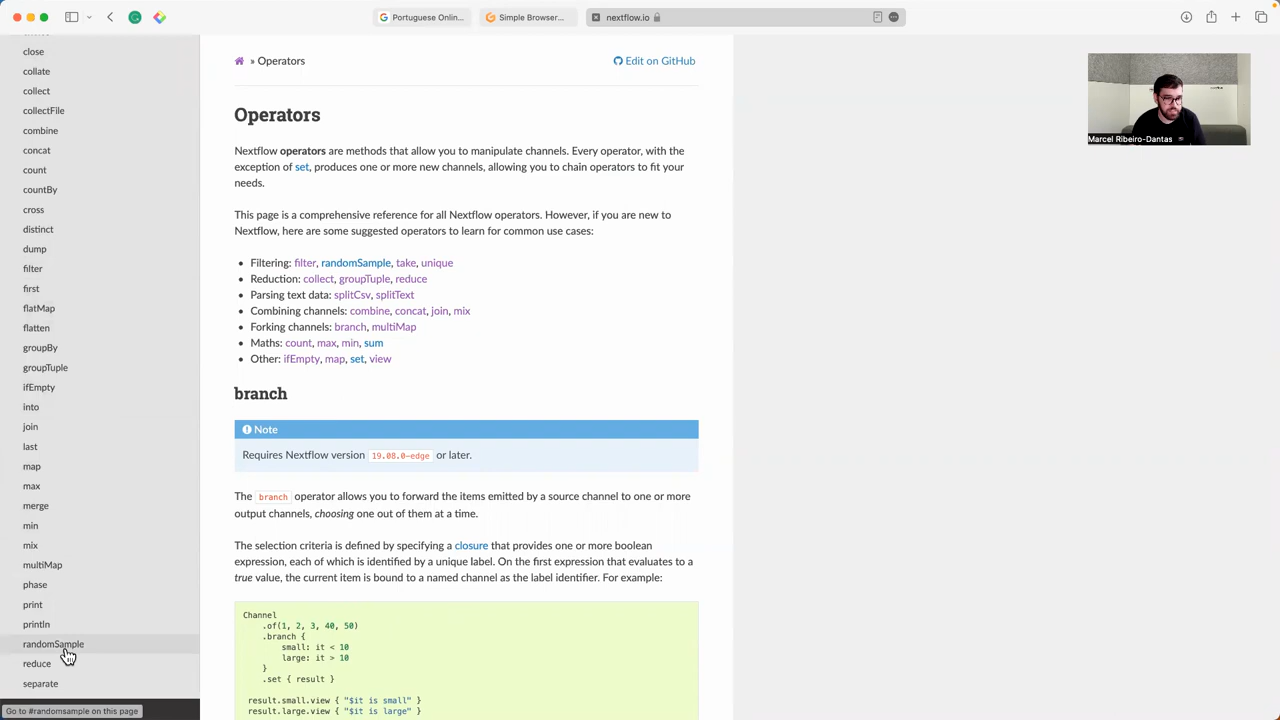 Portuguese Onlin...
Simple Browser...
nextflow.io
close
collate
collect
collectFile
combine
concat
count
countBy
cross
distinct
dump
filter
first
flatMap
flatten
groupBy
groupTuple
ifEmpty
into
join
last
map
max
merge
min
mix
multiMap
phase
print
println
randomSample
reduce
separate
Go to #randomsample on this page
» Operators
Edit on GitHub
Operators
Nextflow operators are methods that allow you to manipulate channels. Every operator, with the
exception of set, produces one or more new channels, allowing you to chain operators to fit your
needs.
This page is a comprehensive reference for all Nextflow operators. However, if you are new to
Nextflow, here are some suggested operators to learn for common use cases:
• Filtering: filter, randomSample, take, unique
• Reduction: collect, groupTuple, reduce
• Parsing text data: splitCsv, splitText
• Combining channels: combine, concat, join, mix
• Forking channels: branch, multiMap
• Maths: count, max, min, sum
• Other: ifEmpty, map, set, view
branch
Note
Requires Nextflow version 19.08.0-edge or later.
The branch operator allows you to forward the items emitted by a source channel to one or more
output channels, choosing one out of them at a time.
The selection criteria is defined by specifying a closure that provides one or more boolean
expression, each of which is identified by a unique label. On the first expression that evaluates to a
true value, the current item is bound to a named channel as the label identifier. For example:
Channel
.of(1, 2, 3, 40, 50)
.branch {
small: it < 10
large: it > 10
}
.set { result }
result.small.view { "$it is small" }
result.large.view { "$it is large" }
Marcel Ribeiro-Dantas